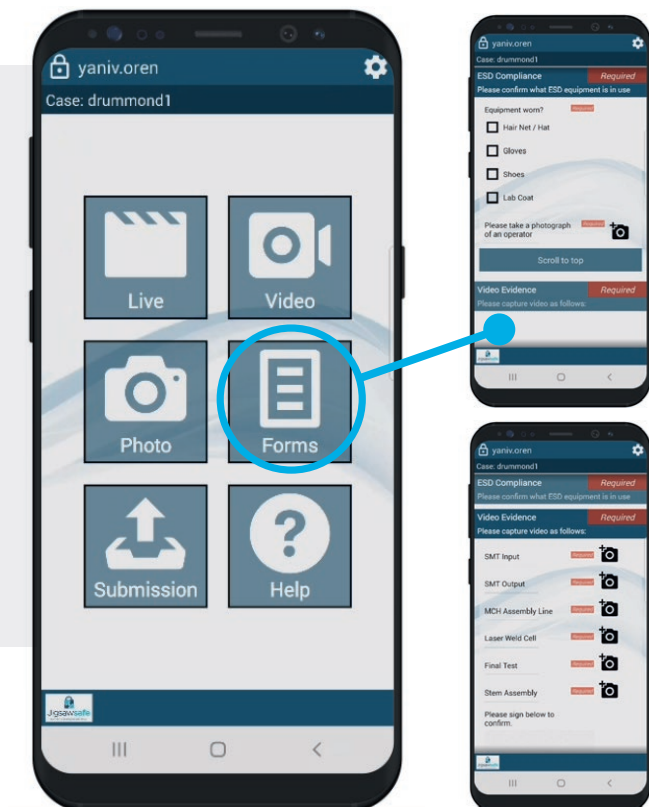 yaniv.oren
Case: drummond1
Live
Video
Photo
Forms
Submission
Help
Jigsawsafe
yaniv.oren
Case: drummond1
ESD Compliance Required
Please confirm what ESD equipment is in use
Equipment worn? Required
Hair Net / Hat
Gloves
Shoes
Lab Coat
Please take a photograph Required
of an operator
Scroll to top
Video Evidence Required
Please capture video as follows:
yaniv.oren
Case: drummond1
ESD Compliance Required
Please confirm what ESD equipment is in use
Video Evidence Required
Please capture video as follows:
SMT Input Required
SMT Output Required
MCH Assembly Line Required
Laser Weld Cell Required
Final Test Required
Stem Assembly Required
Please sign below to
confirm.